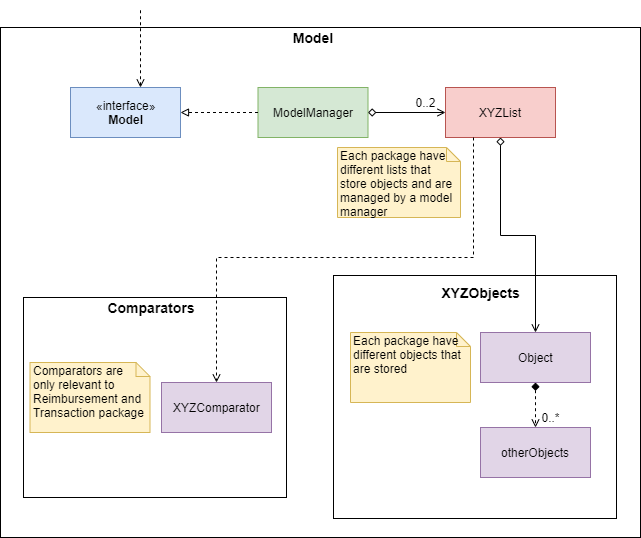 Model
«interface»
Model
ModelManager
0..2
XYZList
Each package have
different lists that
store objects and are
managed by a model
manager
Comparators
Comparators are
only relevant to
Reimbursement and
Transaction package
XYZComparator
XYZObjects
Each package have
different objects that
are stored
Object
0..*
otherObjects